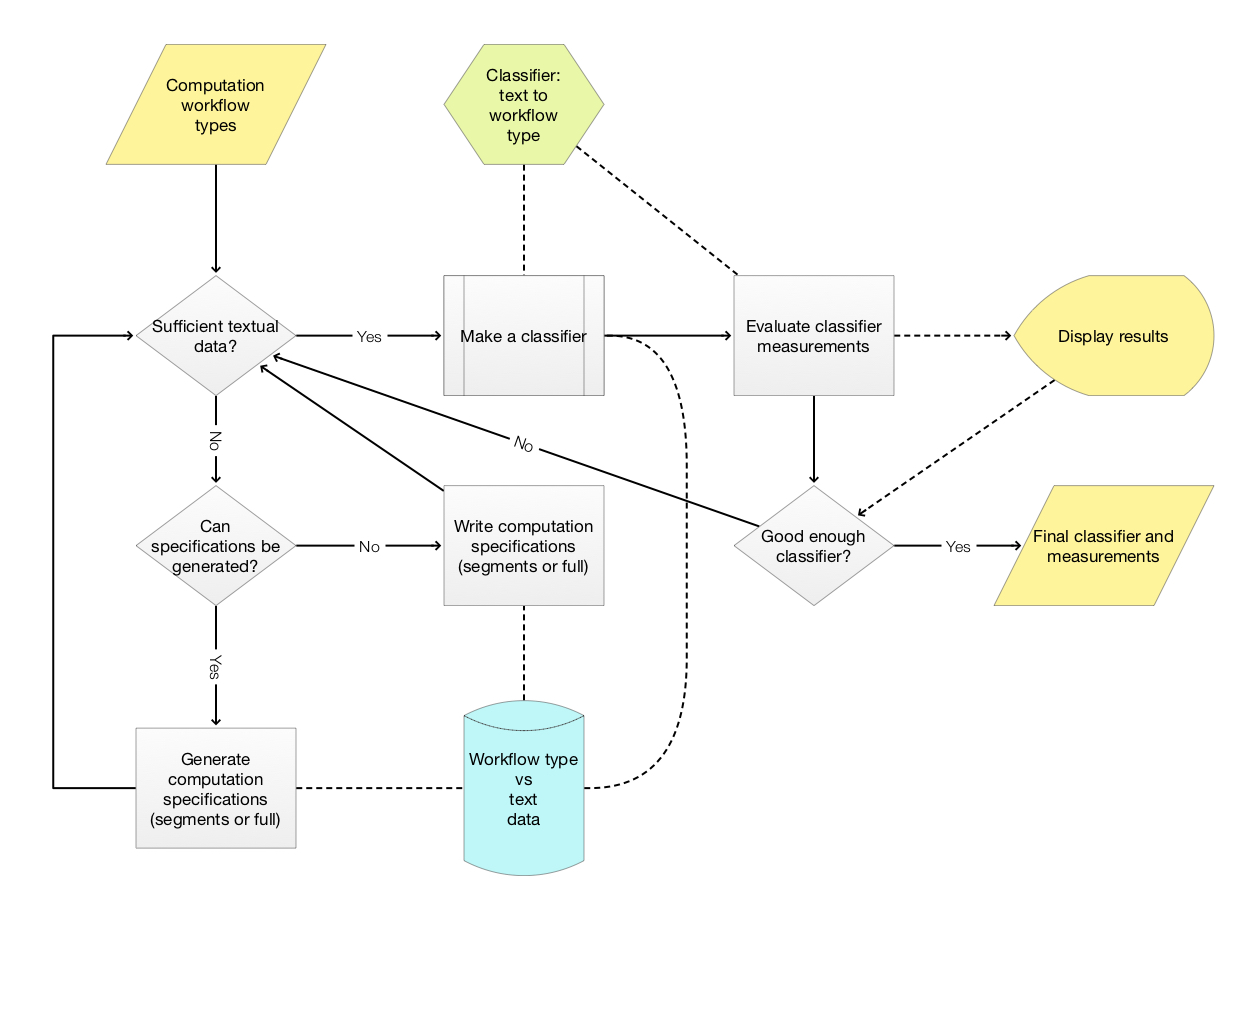 Computation
workflow
types
Classifier:
text to
workflow
type
Sufficient textual
data?
Yes
Make a classifier
Evaluate classifier
measurements
Display results
No
No
Can
specifications be
generated?
No
Write computation
specifications
(segments or full)
Good enough
classifier?
Yes
Final classifier and
measurements
Yes
Generate
computation
specifications
(segments or full)
Workflow type
vs
text
data